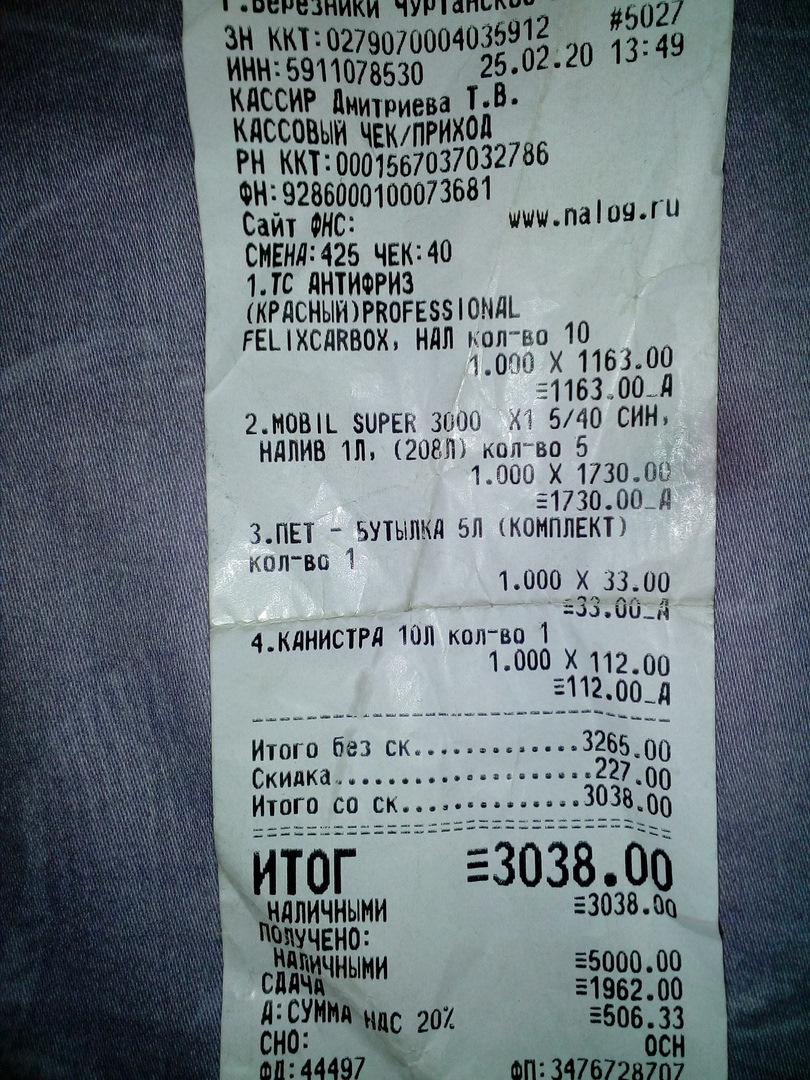 г.Березники Чуртанское
ЗН ККТ:0279070004035912 #5027
ИНН:5911078530 25.02.20 13:49
КАССИР Дмитриева Т.В.
КАССОВЫЙ ЧЕК/ПРИХОД
РН ККТ:0001567037032786
ФН:9286000100073681
Сайт ФНС: www.nalog.ru
СМЕНА:425 ЧЕК:40
1.ТС АНТИФРИЗ
(КРАСНЫЙ)PROFESSIONAL
FELIXCARBOX, НАЛ кол-во 10
1.000 X 1163.00
≡1163.00_А
2.MOBIL SUPER 3000 X1 5/40 СИН,
НАЛИВ 1Л, (208Л) кол-во 5
1.000 X 1730.00
≡1730.00_А
3.ПЕТ - БУТЫЛКА 5Л (КОМПЛЕКТ)
кол-во 1
1.000 X 33.00
≡33.00_А
4.КАНИСТРА 10Л кол-во 1
1.000 X 112.00
≡112.00_А
Итого без ск.............3265.00
Скидка....................227.00
Итого со ск..............3038.00
ИТОГ ≡3038.00
НАЛИЧНЫМИ ≡3038.00
ПОЛУЧЕНО:
НАЛИЧНЫМИ ≡5000.00
СДАЧА ≡1962.00
А:СУММА НДС 20% ≡506.33
СНО: ОСН
ФД:44497 ФП:3476728707